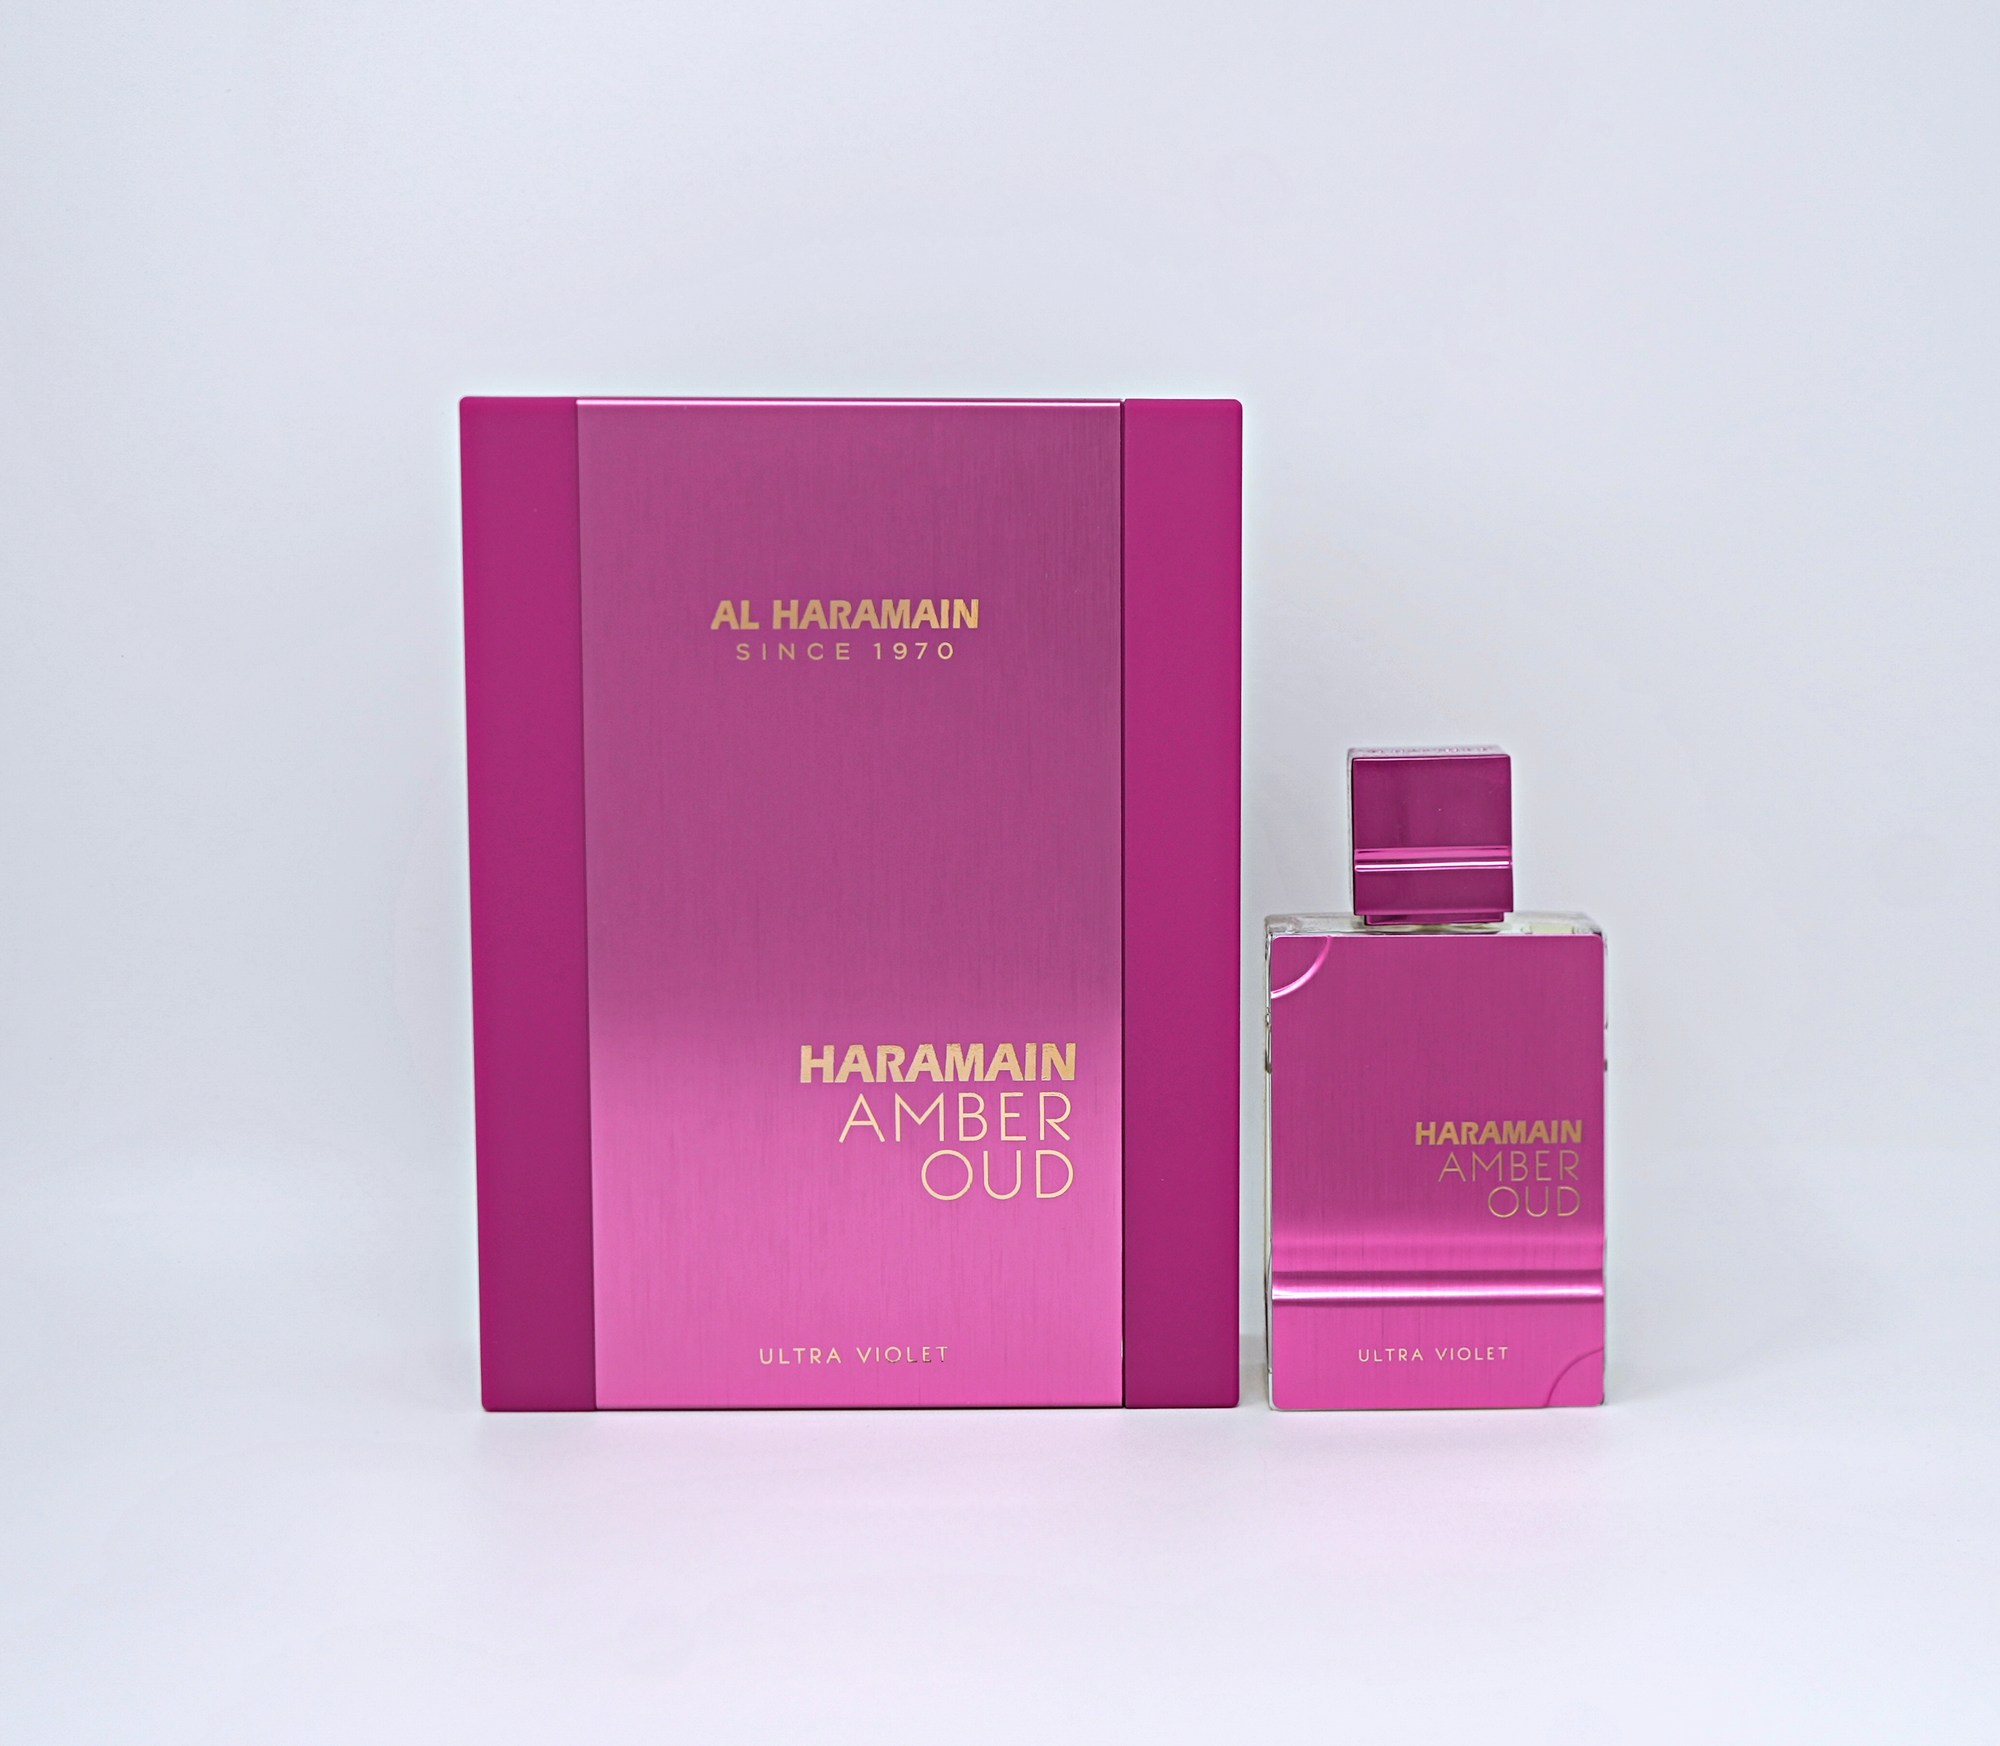 AL HARAMAIN
SINCE 1970
HARAMAIN
AMBER
OUD
ULTRA VIOLET
HARAMAIN
AMBER
OUD
ULTRA VIOLET